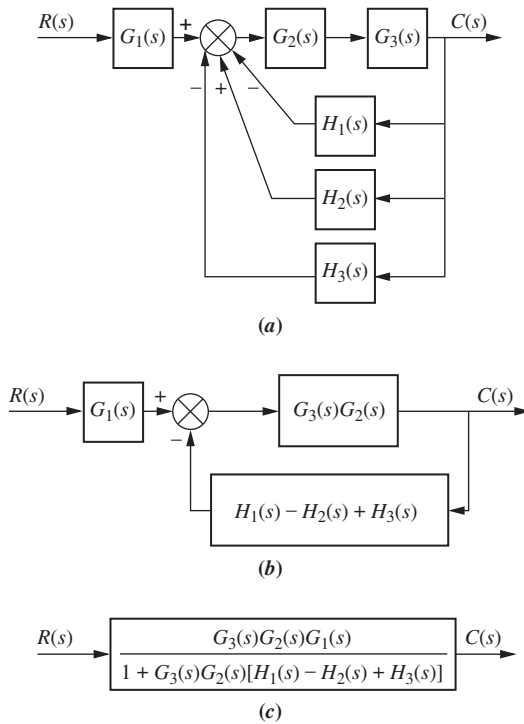 R(s) G₁(s) + G₂(s) G₃(s) C(s)
− + −
H₁(s)
H₂(s)
H₃(s)
(a)
R(s) G₁(s) + G₃(s)G₂(s) C(s)
−
H₁(s) − H₂(s) + H₃(s)
(b)
R(s) G₃(s)G₂(s)G₁(s) C(s)
1 + G₃(s)G₂(s)[H₁(s) − H₂(s) + H₃(s)]
(c)